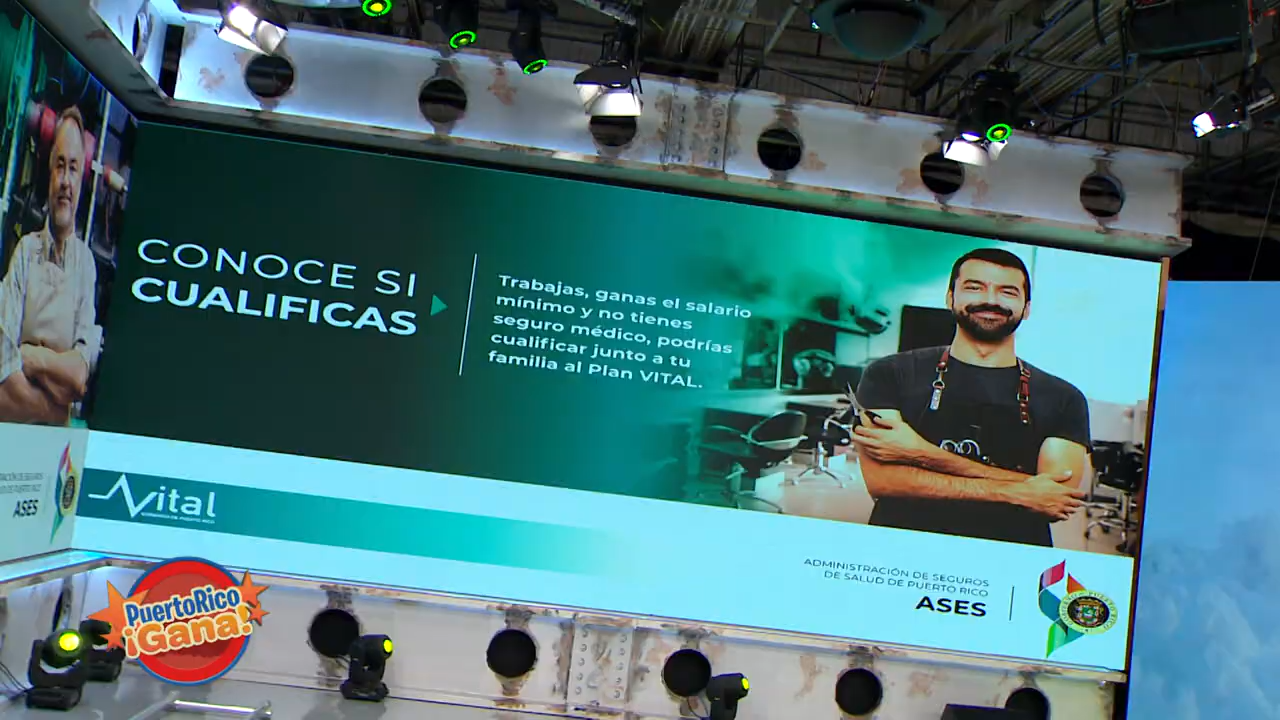 CONOCE SI
CUALIFICAS
Trabajas, ganas el salario
mínimo y no tienes
seguro médico, podrías
cualificar junto a tu
familia al Plan VITAL.
Vital
ADMINISTRACIÓN DE SEGUROS
DE SALUD DE PUERTO RICO
ASES
ASES
PuertoRico
¡Gana!